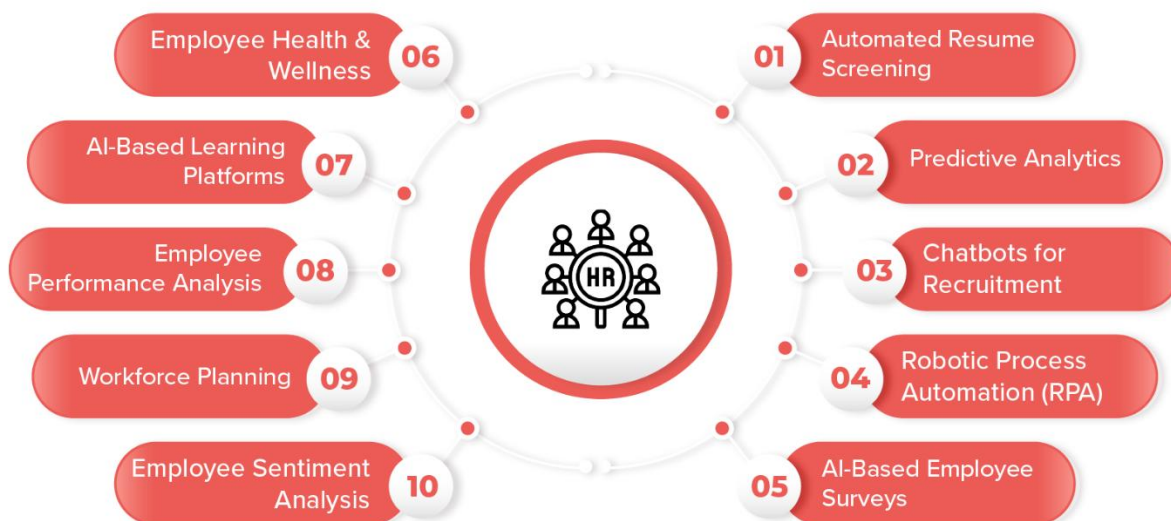 01
Automated Resume
Screening
02
Predictive Analytics
03
Chatbots for
Recruitment
04
Robotic Process
Automation (RPA)
05
AI-Based Employee
Surveys
06
Employee Health &
Wellness
07
AI-Based Learning
Platforms
08
Employee
Performance Analysis
09
Workforce Planning
10
Employee Sentiment
Analysis
HR